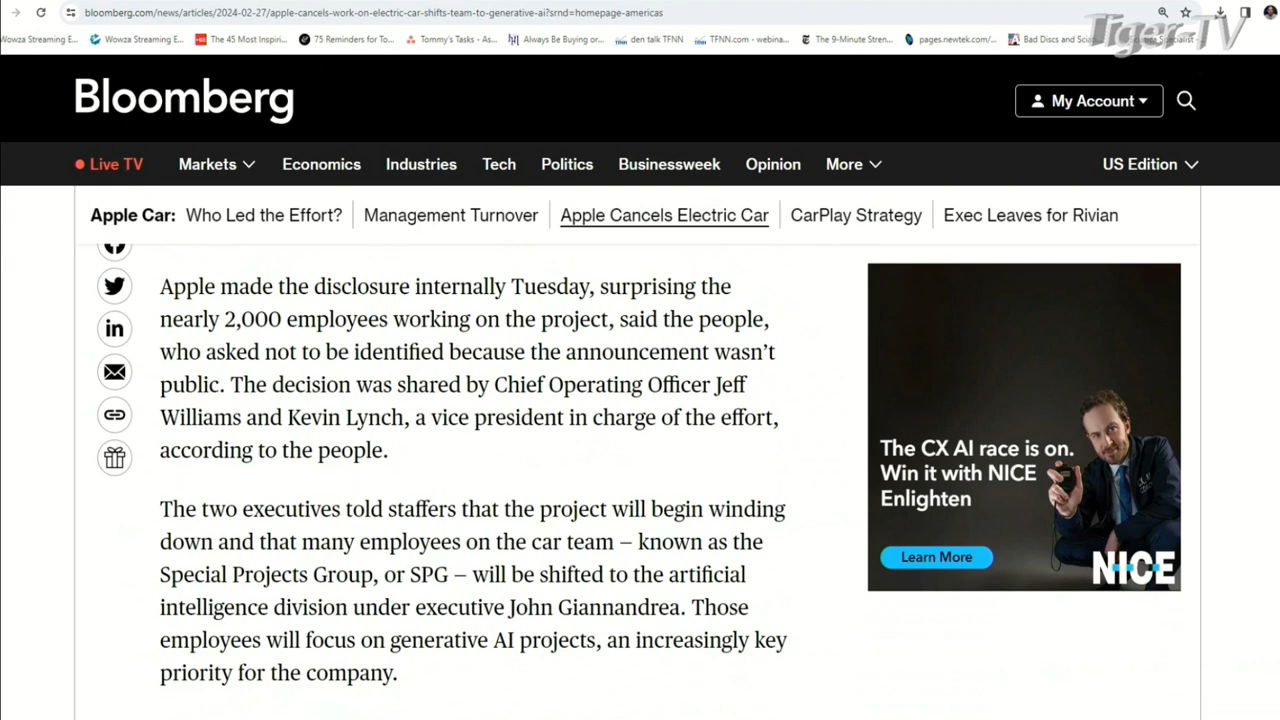 bloomberg.com/news/articles/2024-02-27/apple-cancels-work-on-electric-car-shifts-team-to-generative-ai?srnd=homepage-americas
Wowza Streaming E... Wowza Streaming E... The 45 Most Inspiri... 75 Reminders for To... Tommy's Tasks - As... Always Be Buying or... den talk TFNN TFNN.com - webina... The 9-Minute Stren... pages.newtek.com/... Bad Discs and Scia... Specialist
Tiger-TV
Bloomberg
My Account
Live TV Markets Economics Industries Tech Politics Businessweek Opinion More US Edition
Apple Car: Who Led the Effort? Management Turnover Apple Cancels Electric Car CarPlay Strategy Exec Leaves for Rivian
Apple made the disclosure internally Tuesday, surprising the
nearly 2,000 employees working on the project, said the people,
who asked not to be identified because the announcement wasn't
public. The decision was shared by Chief Operating Officer Jeff
Williams and Kevin Lynch, a vice president in charge of the effort,
according to the people.
The two executives told staffers that the project will begin winding
down and that many employees on the car team – known as the
Special Projects Group, or SPG – will be shifted to the artificial
intelligence division under executive John Giannandrea. Those
employees will focus on generative AI projects, an increasingly key
priority for the company.
The CX AI race is on.
Win it with NICE
Enlighten
Learn More
NICE